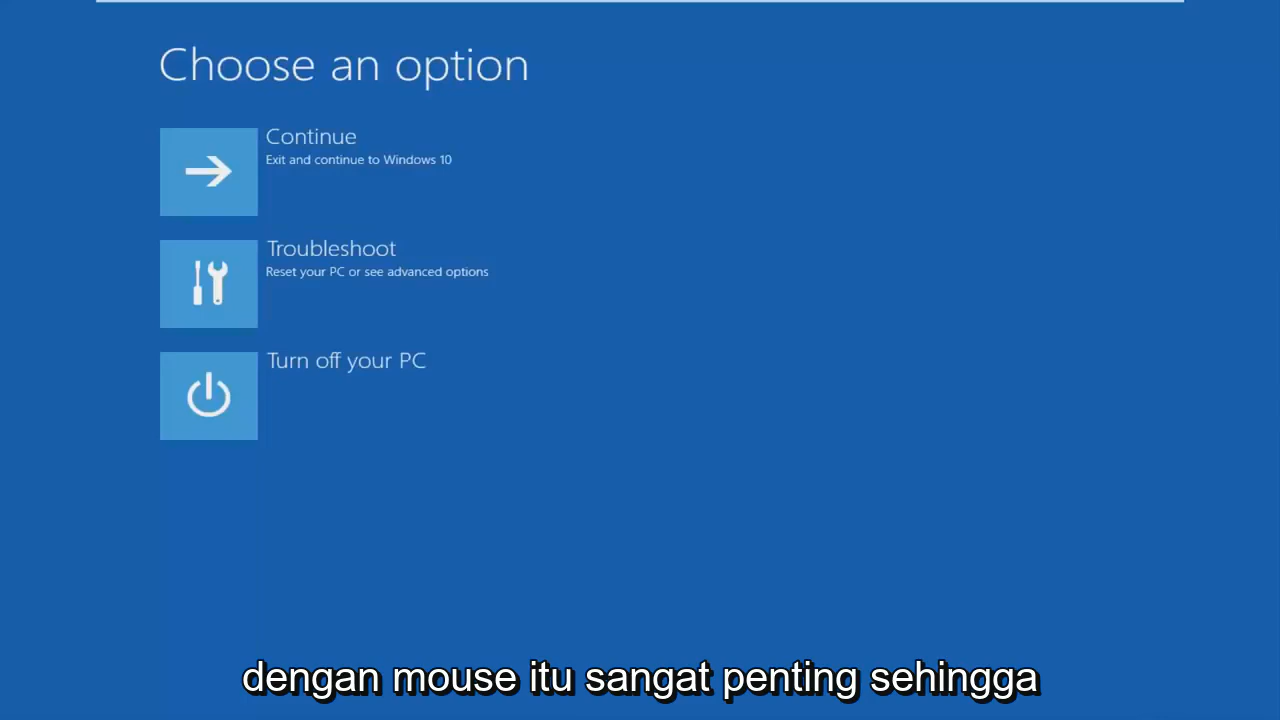 Choose an option
Continue
Exit and continue to Windows 10
Troubleshoot
Reset your PC or see advanced options
Turn off your PC
dengan mouse itu sangat penting sehingga